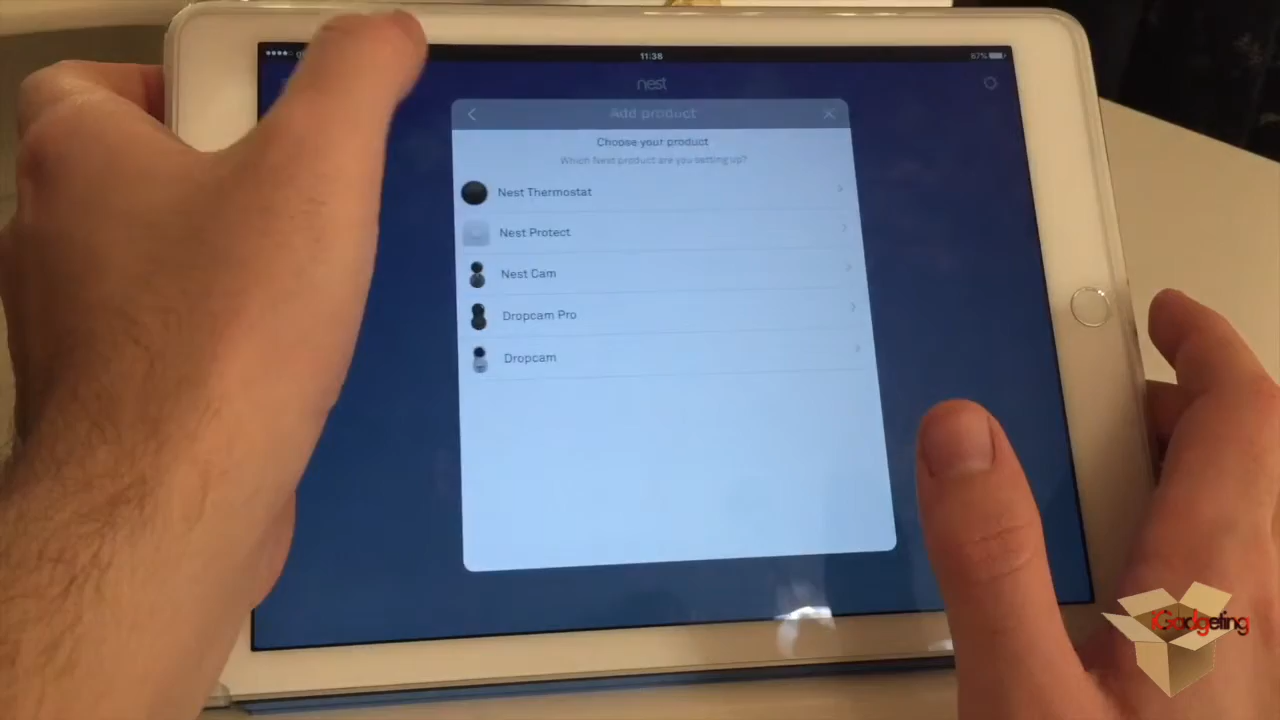 11:38
67%
nest
Add product
Choose your product
Which Nest product are you setting up?
Nest Thermostat
Nest Protect
Nest Cam
Dropcam Pro
Dropcam
iGadgeting